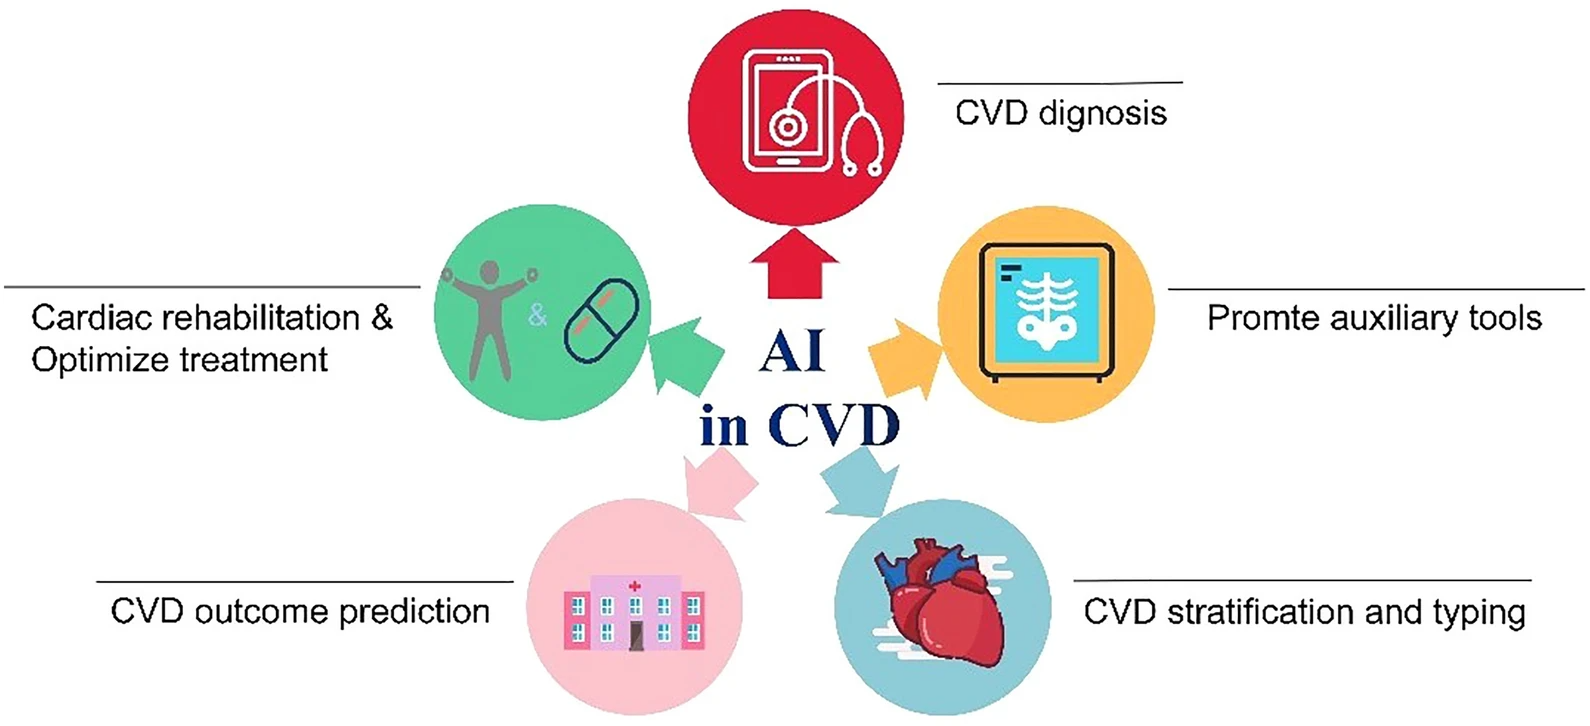 CVD dignosis
Cardiac rehabilitation &
Optimize treatment
&
Promte auxiliary tools
AI
in CVD
CVD outcome prediction
CVD stratification and typing